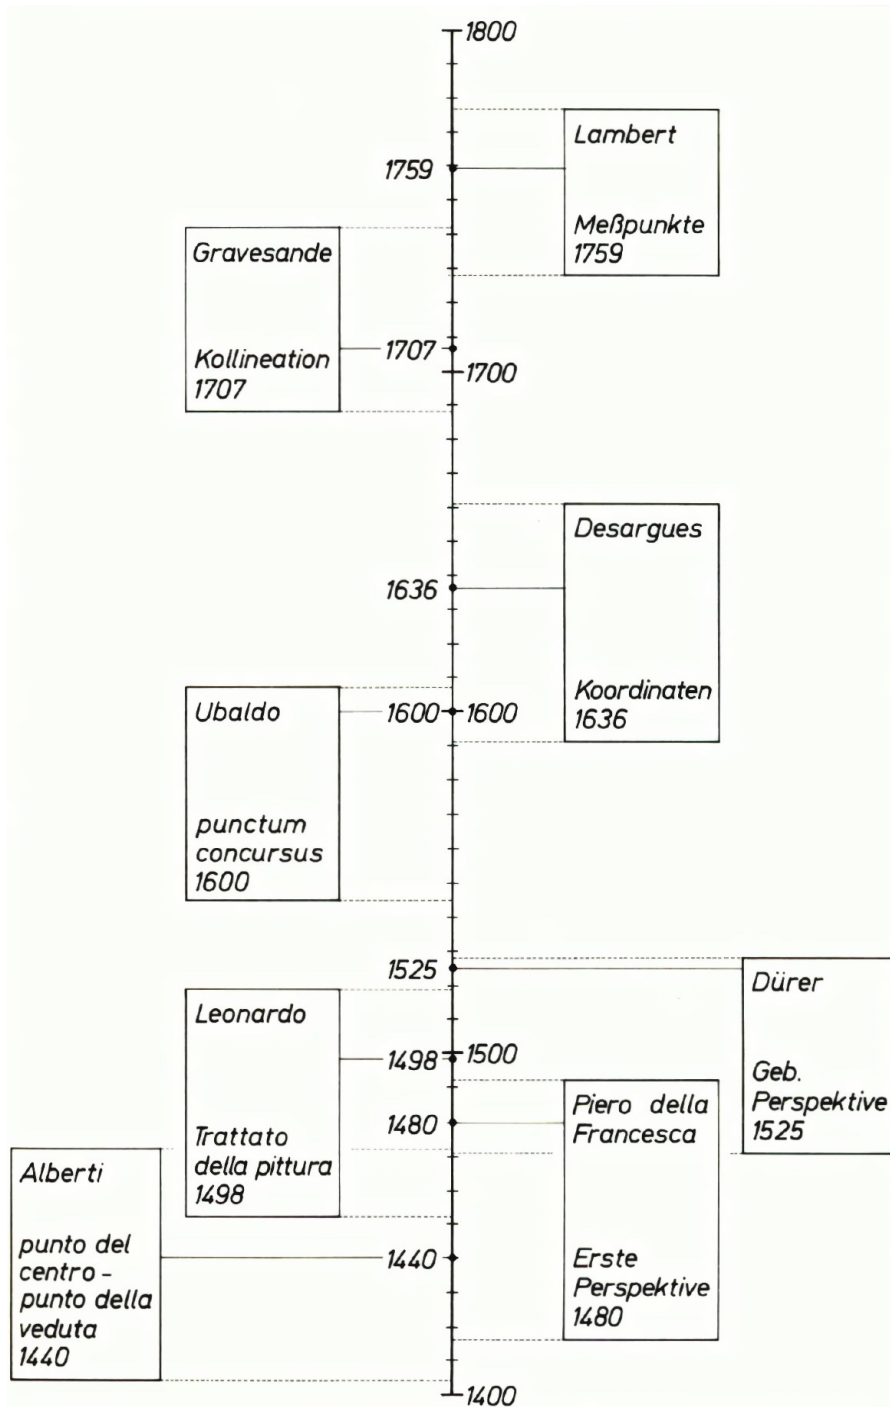 1800
Lambert
1759
Meßpunkte
1759
Gravesande
Kollineation
1707
1707
1700
Desargues
1636
Koordinaten
1636
Ubaldo
1600
1600
punctum
concursus
1600
1525
Dürer
Leonardo
1498
1500
Geb.
Perspektive
1525
Piero della
Francesca
1480
Trattato
della pittura
1498
Alberti
punto del
centro -
punto della
veduta
1440
1440
Erste
Perspektive
1480
1400